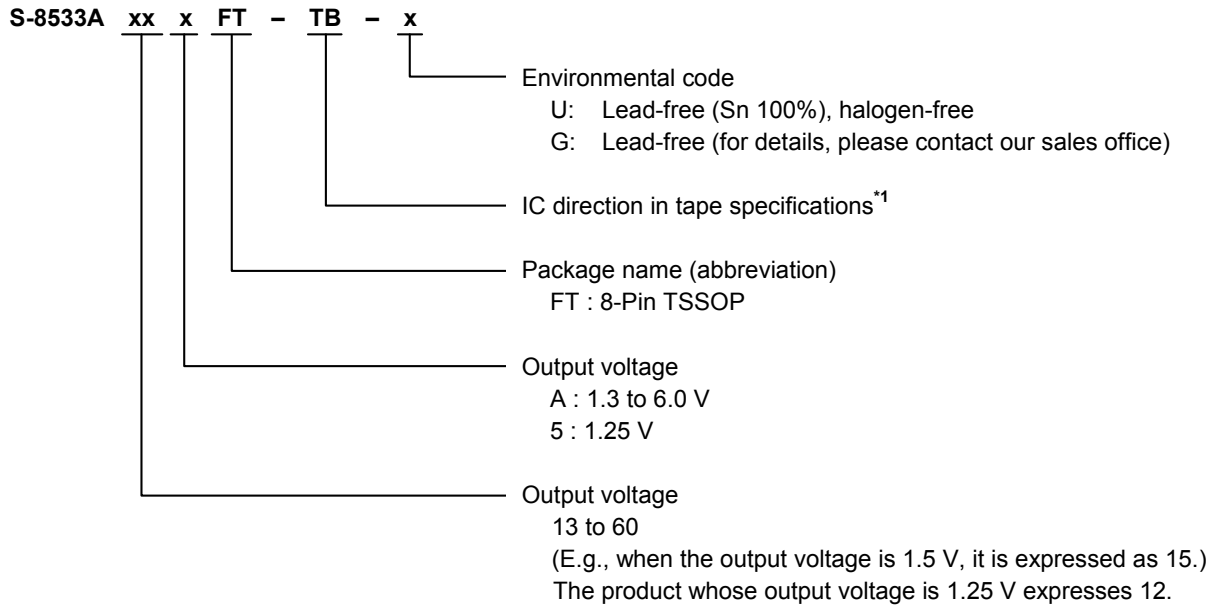 S-8533A xx x FT – TB – x
Environmental code
U: Lead-free (Sn 100%), halogen-free
G: Lead-free (for details, please contact our sales office)
IC direction in tape specifications*1
Package name (abbreviation)
FT : 8-Pin TSSOP
Output voltage
A : 1.3 to 6.0 V
5 : 1.25 V
Output voltage
13 to 60
(E.g., when the output voltage is 1.5 V, it is expressed as 15.)
The product whose output voltage is 1.25 V expresses 12.